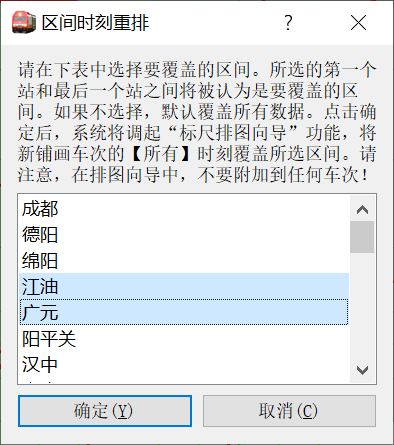 区间时刻重排
?
请在下表中选择要覆盖的区间。所选的第一个
站和最后一个站之间将被认为是要覆盖的区
间。如果不选择，默认覆盖所有数据。点击确
定后，系统将调起“标尺排图向导”功能，将
新铺画车次的【所有】时刻覆盖所选区间。请
注意，在排图向导中，不要附加到任何车次！
成都
德阳
绵阳
江油
广元
阳平关
汉中
确定(Y)
取消(C)